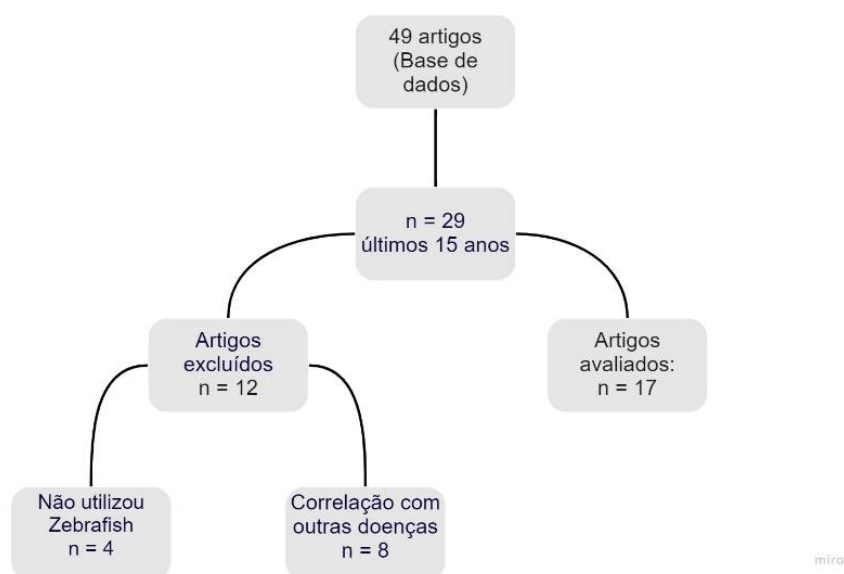 49 artigos
(Base de
dados)
n = 29
últimos 15 anos
Artigos
excluídos
n = 12
Artigos
avaliados:
n = 17
Não utilizou
Zebrafish
n = 4
Correlação com
outras doenças
n = 8
miro